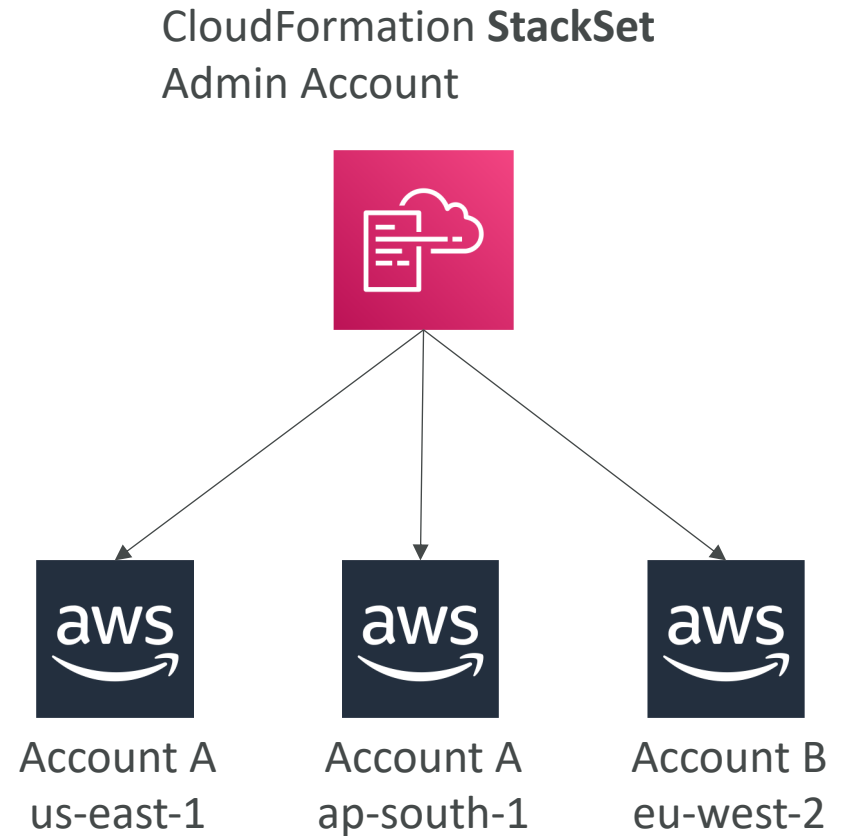 CloudFormation StackSet
Admin Account
aws
aws
aws
Account A
us-east-1
Account A
ap-south-1
Account B
eu-west-2